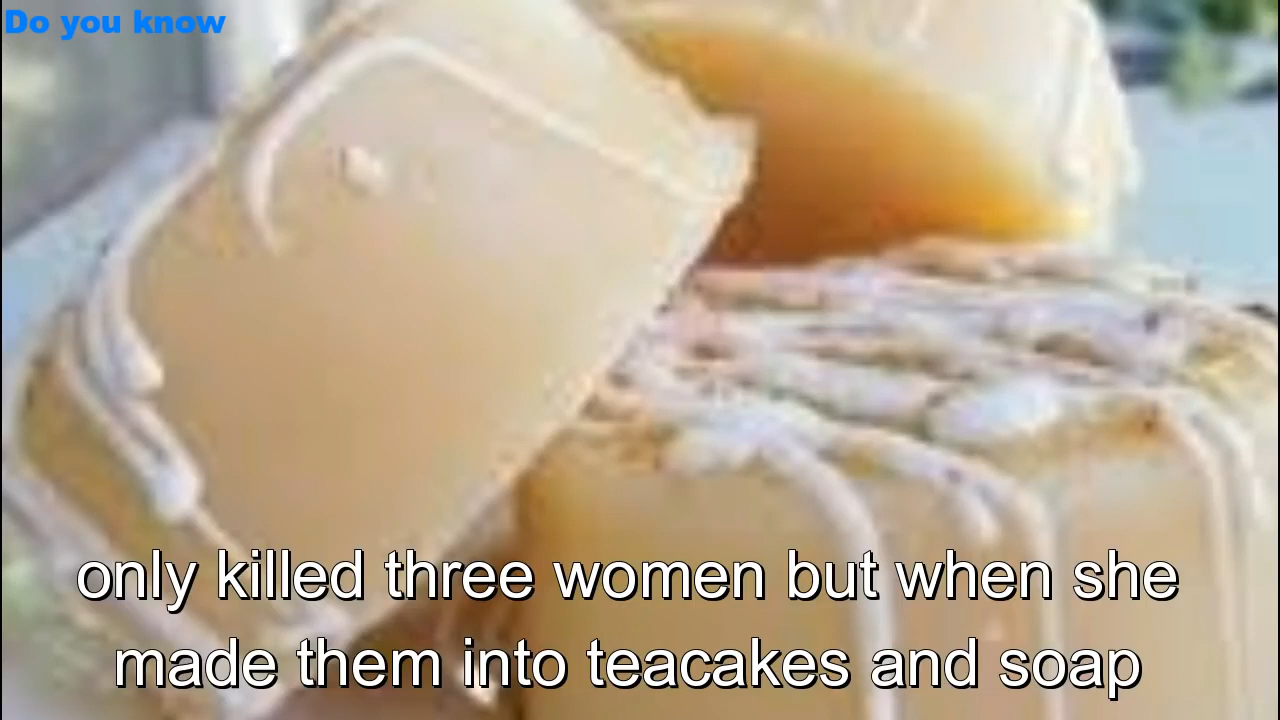 Do you know
only killed three women but when she
made them into teacakes and soap